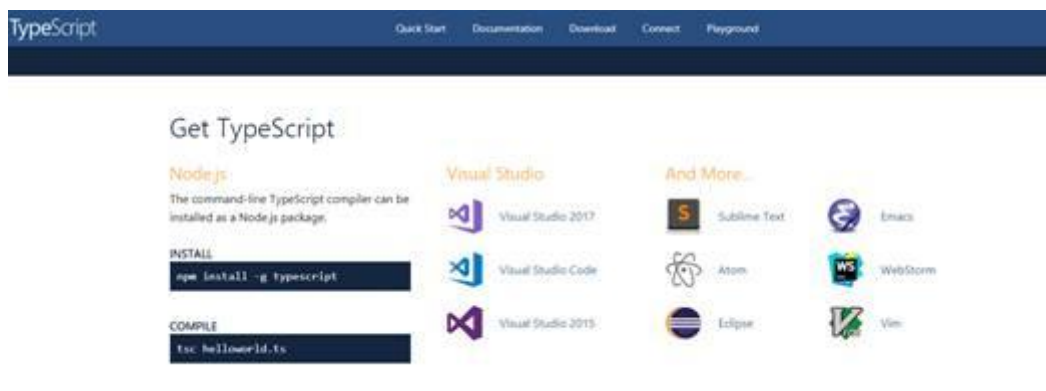 TypeScript
Quick Start Documentation Download Connect Playground
Get TypeScript
Node.js
The command-line TypeScript compiler can be
installed as a Node.js package.
INSTALL
npm install -g typescript
COMPILE
tsc helloworld.ts
Visual Studio
Visual Studio 2017
Visual Studio Code
Visual Studio 2015
And More...
S
Sublime Text
Emacs
Atom
WS
WebStorm
Eclipse
Vim